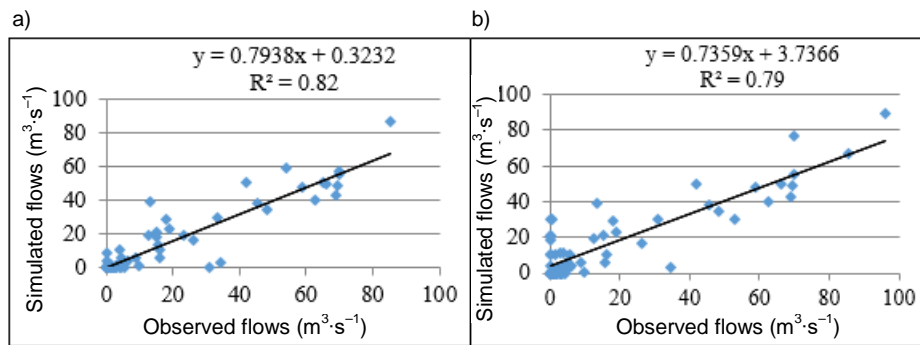 a)
y = 0.7938x + 0.3232
R² = 0.82
Simulated flows (m³·s⁻¹)
100
80
60
40
20
0
0 20 40 60 80 100
Observed flows (m³·s⁻¹)
b)
y = 0.7359x + 3.7366
R² = 0.79
Simulated flows (m³·s⁻¹)
100
80
60
40
20
0
0 20 40 60 80 100
Observed flows (m³·s⁻¹)